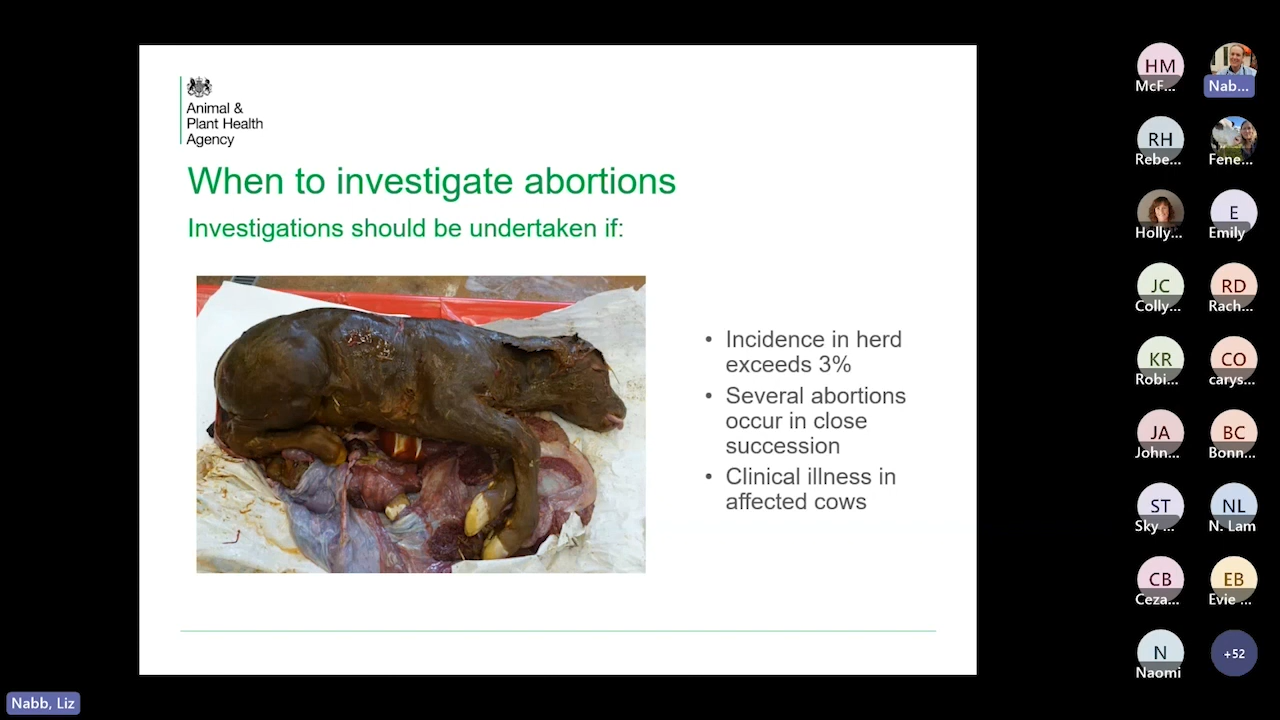 Animal &
Plant Health
Agency
When to investigate abortions
Investigations should be undertaken if:
• Incidence in herd
exceeds 3%
• Several abortions
occur in close
succession
• Clinical illness in
affected cows
HM
McF...
Nab...
RH
Rebe...
Fene...
Holly...
E
Emily
JC
Colly...
RD
Rach...
KR
Robi...
CO
carys...
JA
John...
BC
Bonn...
ST
Sky ...
NL
N. Lam
CB
Ceza...
EB
Evie ...
N
Naomi
+52
Nabb, Liz